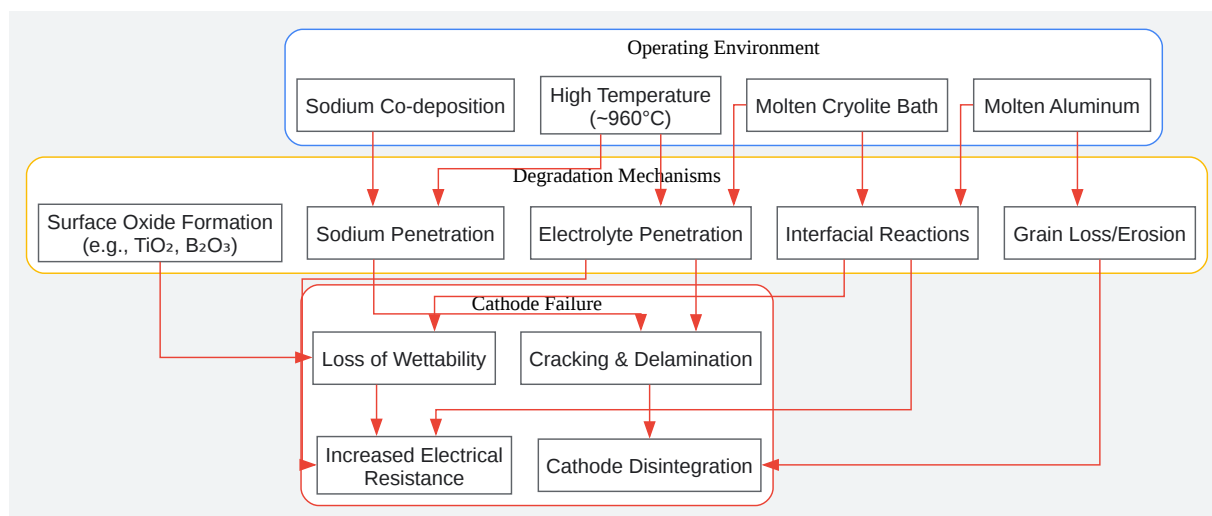 Operating Environment
Sodium Co-deposition
High Temperature
(~960°C)
Molten Cryolite Bath
Molten Aluminum
Degradation Mechanisms
Surface Oxide Formation
(e.g., TiO₂, B₂O₃)
Sodium Penetration
Electrolyte Penetration
Interfacial Reactions
Grain Loss/Erosion
Cathode Failure
Loss of Wettability
Cracking & Delamination
Increased Electrical
Resistance
Cathode Disintegration